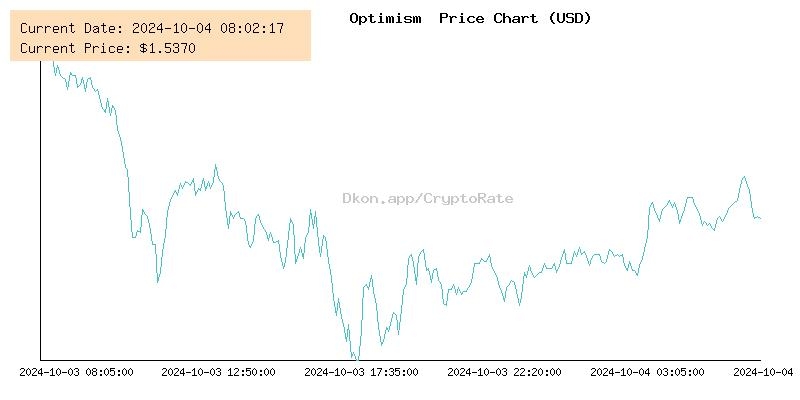 Optimism  Price Chart (USD)
Current Date: 2024-10-04 08:02:17
Current Price: $1.5370
Dkon.app/CryptoRate
2024-10-03 08:05:00 2024-10-03 12:50:00 2024-10-03 17:35:00 2024-10-03 22:20:00 2024-10-04 03:05:00 2024-10-04